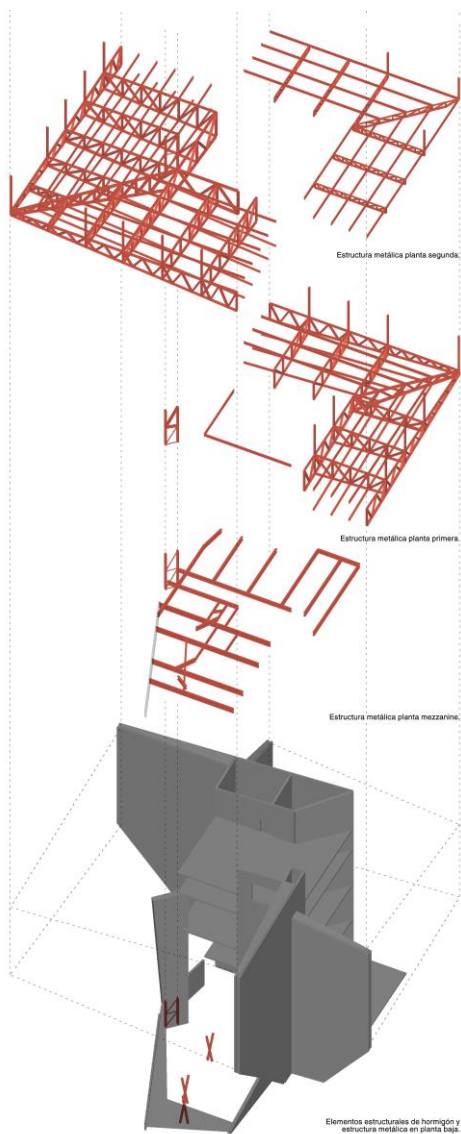 Estructura metálica planta segunda.
Estructura metálica planta primera.
Estructura metálica planta mezzanine.
Elementos estructurales de hormigón y
estructura metálica en planta baja.